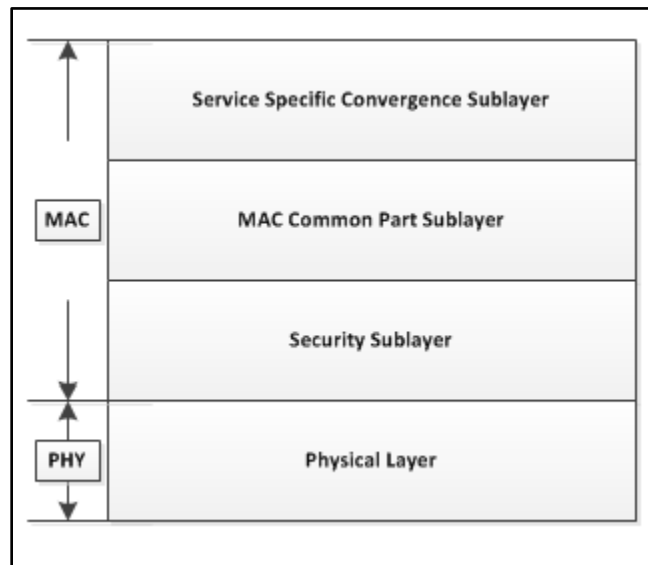 Service Specific Convergence Sublayer
MAC
MAC Common Part Sublayer
Security Sublayer
PHY
Physical Layer